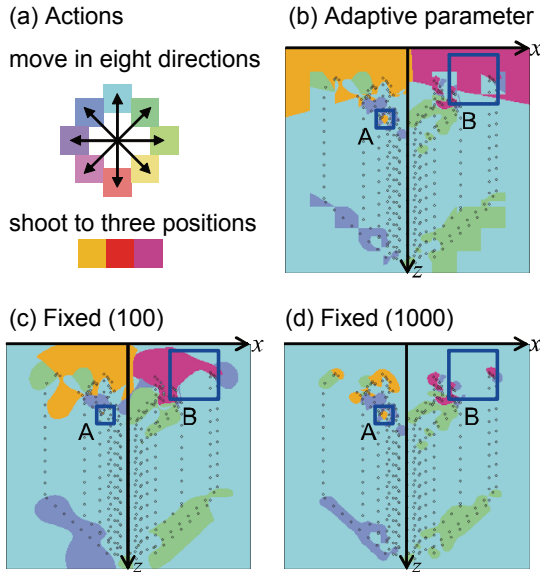 (a) Actions
move in eight directions
shoot to three positions
(b) Adaptive parameter
x
A
B
z
(c) Fixed (100)
x
A
B
z
(d) Fixed (1000)
x
A
B
z